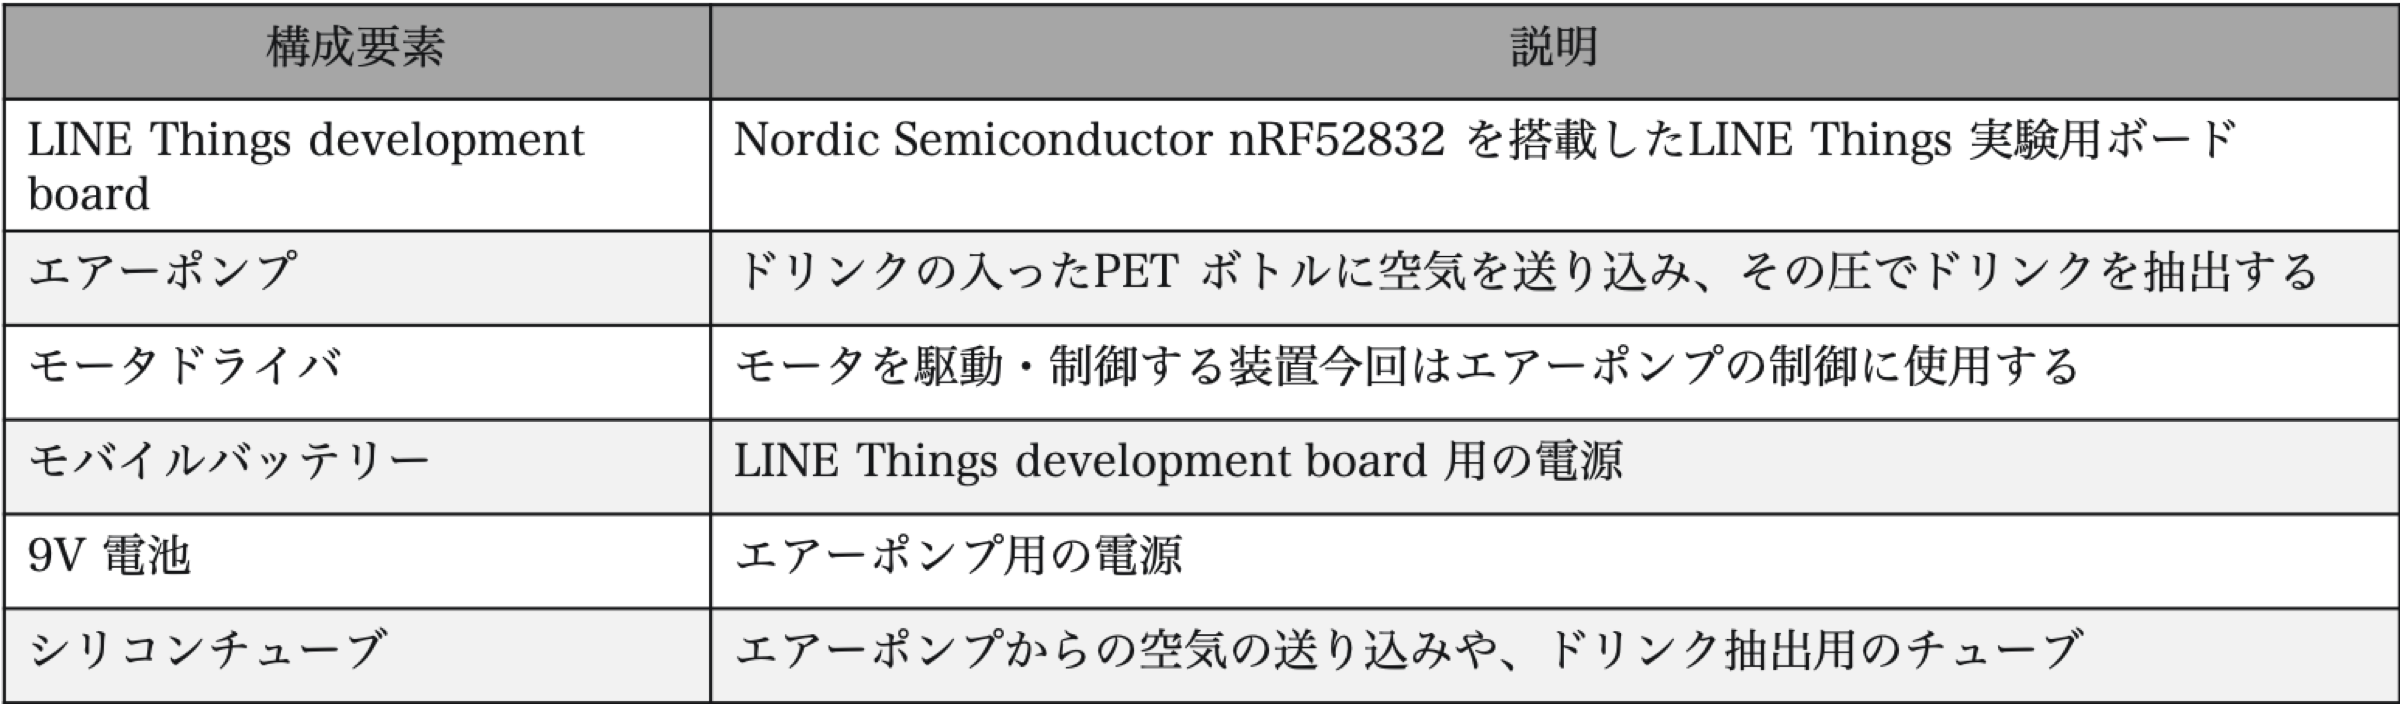 構成要素
説明
LINE Things development
board
Nordic Semiconductor nRF52832 を搭載したLINE Things 実験用ボード
エアーポンプ
ドリンクの入ったPET ボトルに空気を送り込み、その圧でドリンクを抽出する
モータドライバ
モータを駆動・制御する装置今回はエアーポンプの制御に使用する
モバイルバッテリー
LINE Things development board 用の電源
9V 電池
エアーポンプ用の電源
シリコンチューブ
エアーポンプからの空気の送り込みや、ドリンク抽出用のチューブ